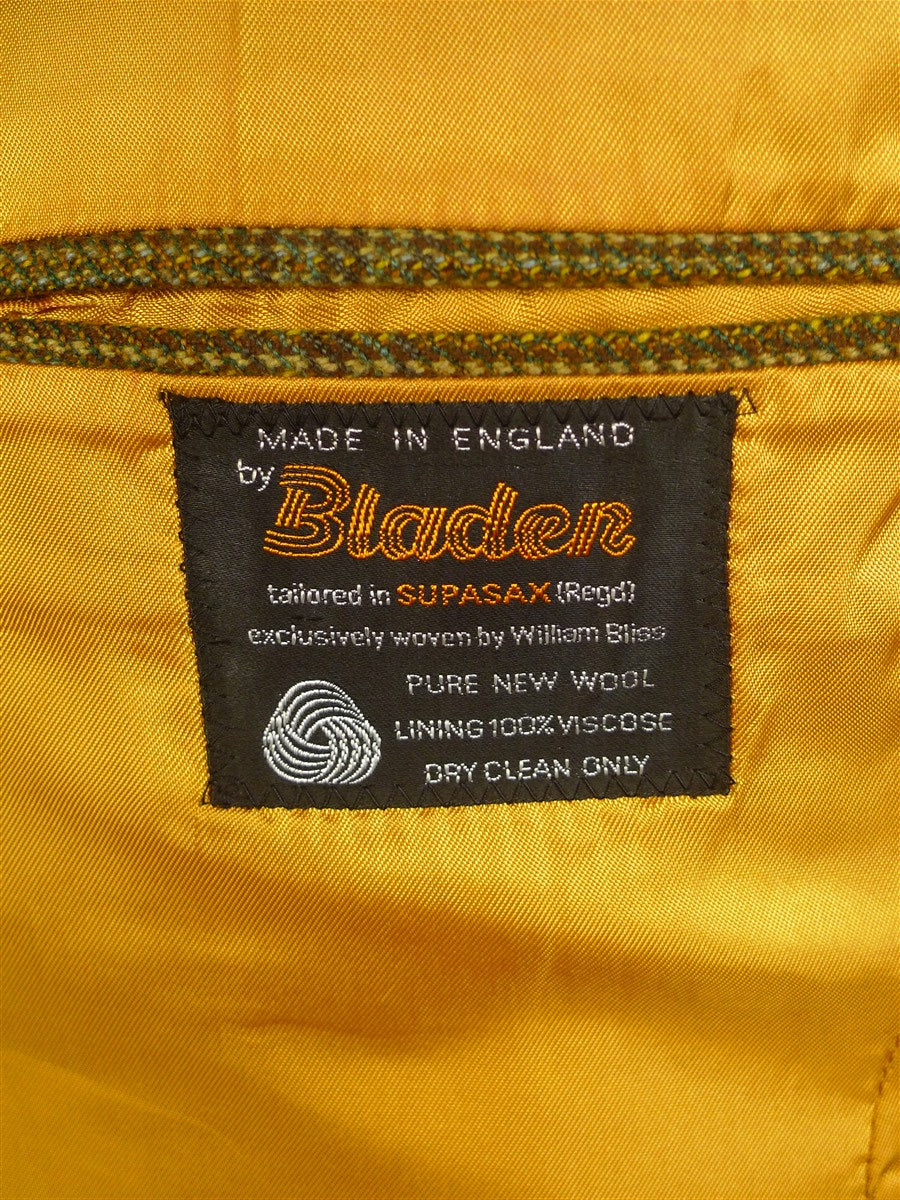 MADE IN ENGLAND
by Bladen
tailored in SUPASAX (Regd)
exclusively woven by William Bliss
PURE NEW WOOL
LINING 100% VISCOSE
DRY CLEAN ONLY